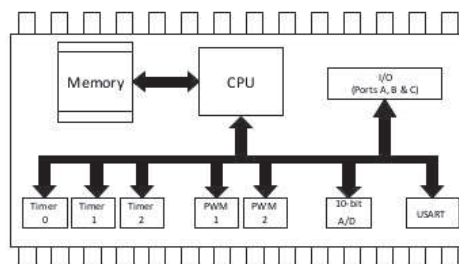 Memory
CPU
I/O
(Ports A, B & C)
Timer
0
Timer
1
Timer
2
PWM
1
PWM
2
10-bit
A/D
USART